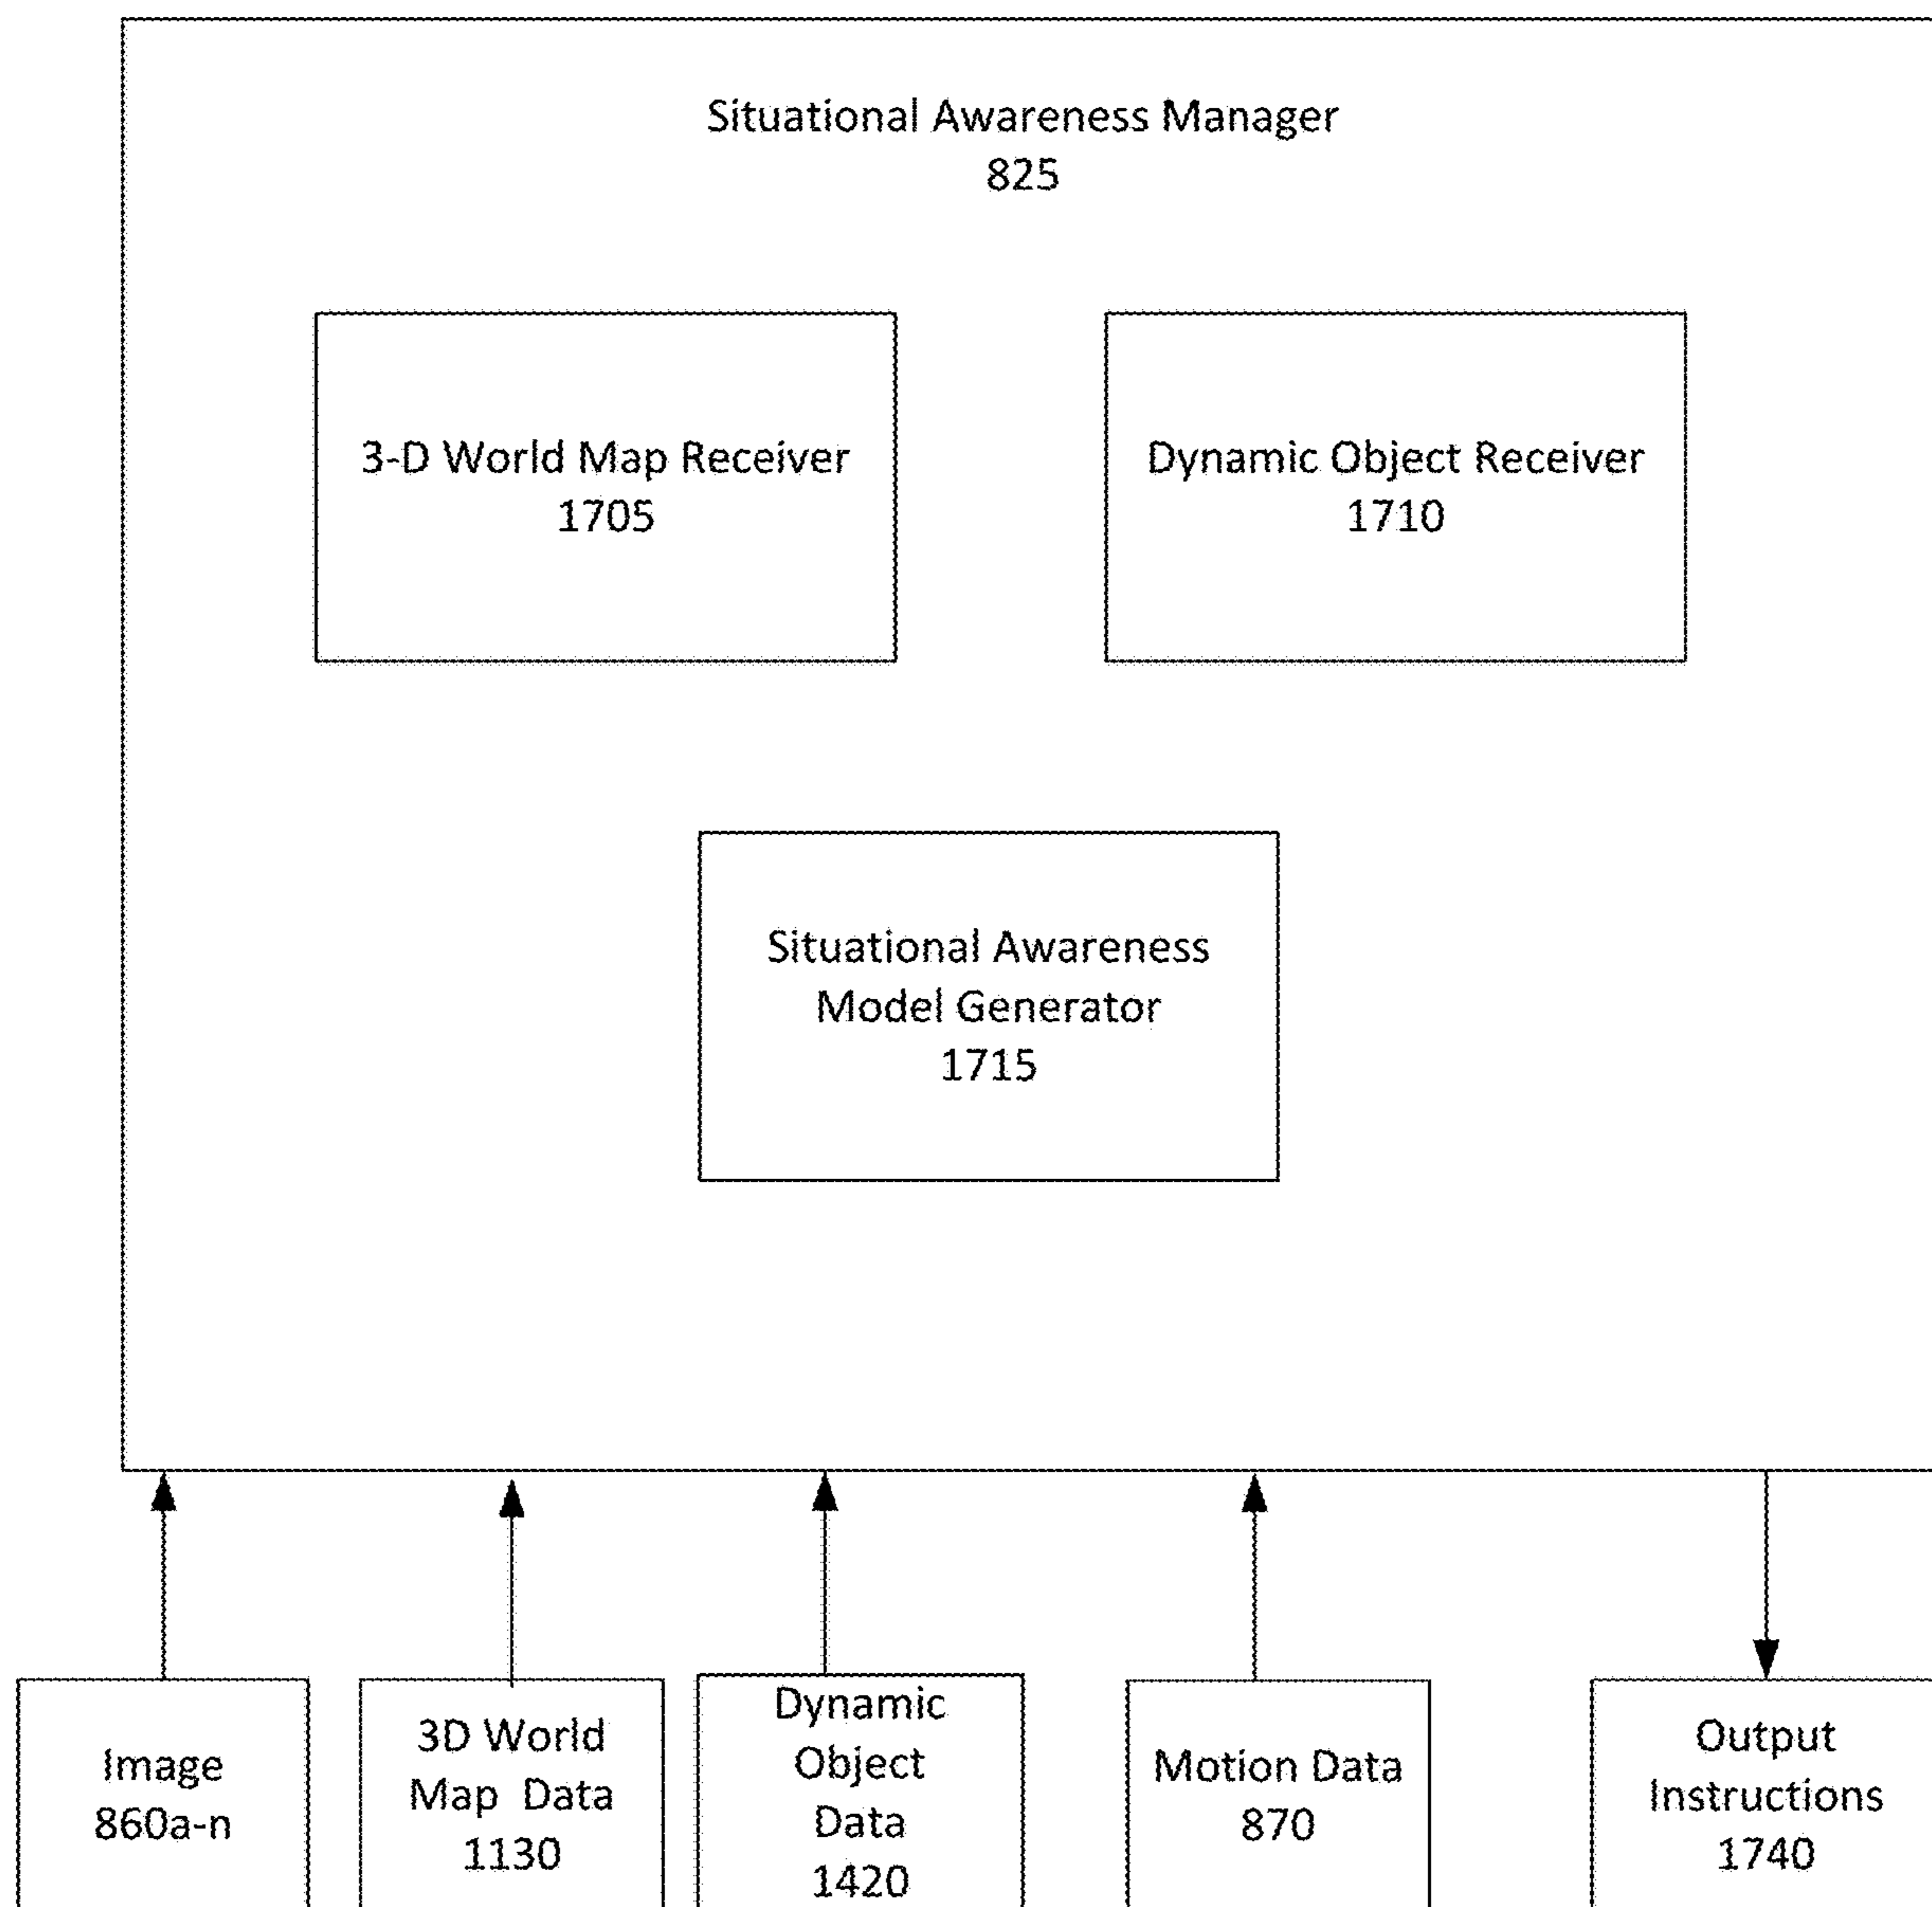 Situational Awareness Manager
825
3-D World Map Receiver
1705
Dynamic Object Receiver
1710
Situational Awareness
Model Generator
1715
Image
860a-n
3D World
Map Data
1130
Dynamic
Object
Data
1420
Motion Data
870
Output
Instructions
1740